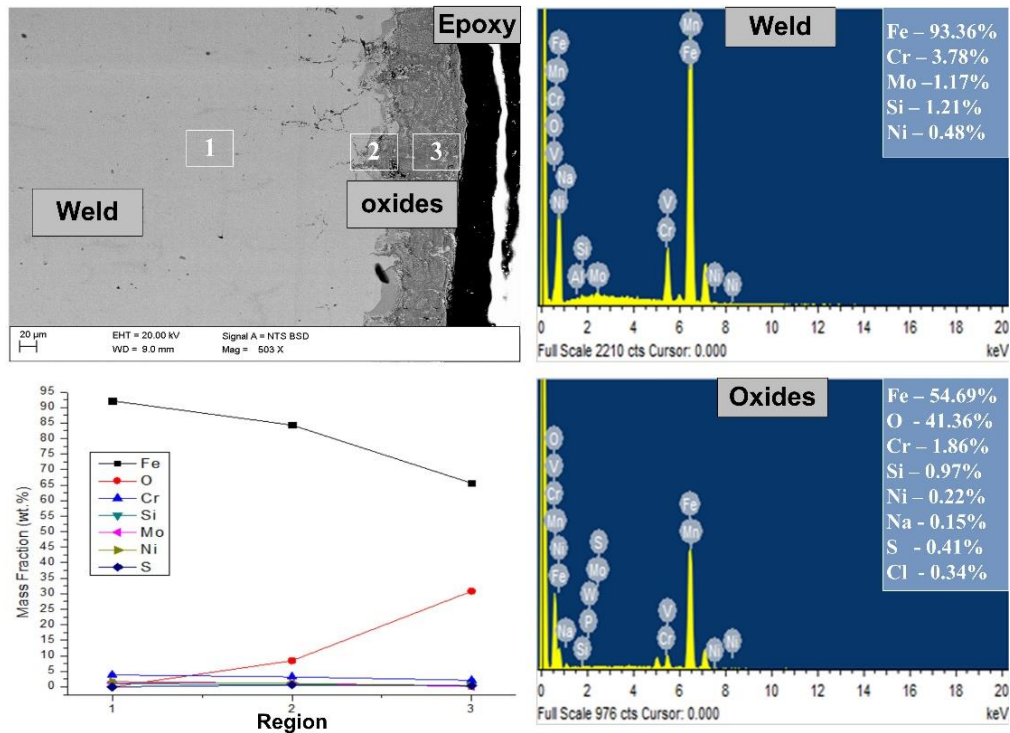 Epoxy
1
2
3
Weld
oxides
20 µm
EHT = 20.00 kV
Signal A = NTS BSD
WD = 9.0 mm
Mag = 503 X
Weld
Fe – 93.36%
Cr – 3.78%
Mo –1.17%
Si – 1.21%
Ni – 0.48%
Mn
Fe
Fe
Mn
Cr
O
V
Na
Ni
Si
Al
Mo
V
Cr
Ni
Ni
0 2 4 6 8 10 12 14 16 18 20
Full Scale 2210 cts Cursor: 0.000
keV
Mass Fraction (wt.%)
95
90
85
80
75
70
65
60
55
50
45
40
35
30
25
20
15
10
5
0
Fe
O
Cr
Si
Mo
Ni
S
1 2 3
Region
Oxides
Fe – 54.69%
O - 41.36%
Cr – 1.86%
Si – 0.97%
Ni – 0.22%
Na - 0.15%
S – 0.41%
Cl – 0.34%
O
V
Cr
Mn
Ni
Fe
Na
S
Mo
W
P
Si
Fe
Mn
V
Cr
Ni
Ni
0 2 4 6 8 10 12 14 16 18 20
Full Scale 976 cts Cursor: 0.000
keV